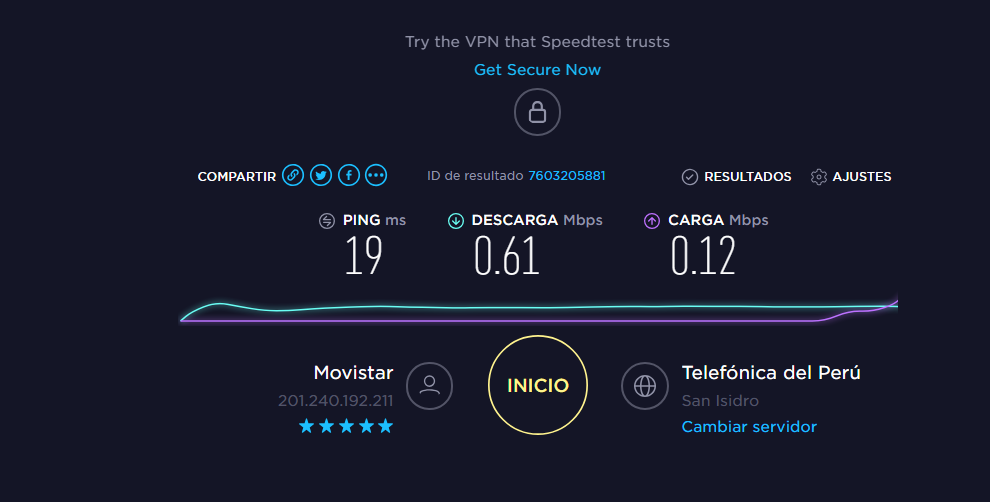 Try the VPN that Speedtest trusts
Get Secure Now
COMPARTIR
ID de resultado 7603205881
RESULTADOS
AJUSTES
PING ms
19
DESCARGA Mbps
0.61
CARGA Mbps
0.12
Movistar
201.240.192.211
INICIO
Telefónica del Perú
San Isidro
Cambiar servidor